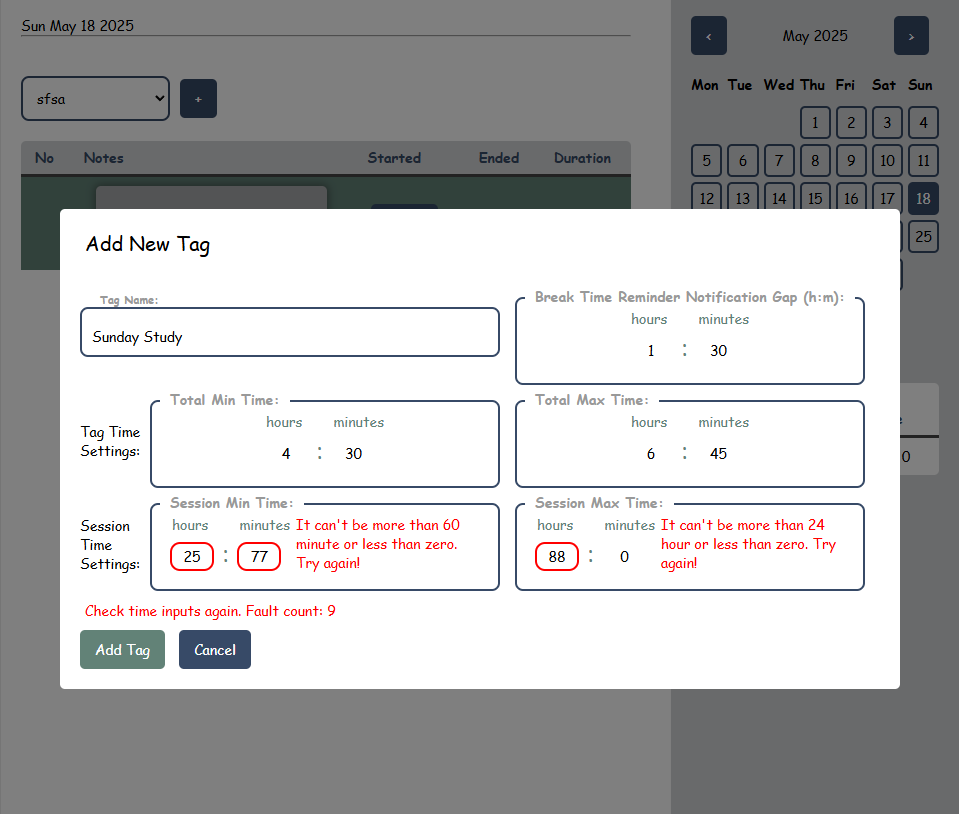 Sun May 18 2025
< May 2025 >
sfsa +
Mon Tue Wed Thu Fri Sat Sun
1 2 3 4
5 6 7 8 9 10 11
12 13 14 15 16 17 18
25
No Notes Started Ended Duration
Add New Tag
Tag Name:
Sunday Study
Break Time Reminder Notification Gap (h:m):
hours minutes
1 : 30
Tag Time
Settings:
Total Min Time:
hours minutes
4 : 30
Total Max Time:
hours minutes
6 : 45
Session
Time
Settings:
Session Min Time:
hours minutes
25 : 77
It can't be more than 60
minute or less than zero.
Try again!
Session Max Time:
hours minutes
88 : 0
It can't be more than 24
hour or less than zero. Try
again!
Check time inputs again. Fault count: 9
Add Tag Cancel